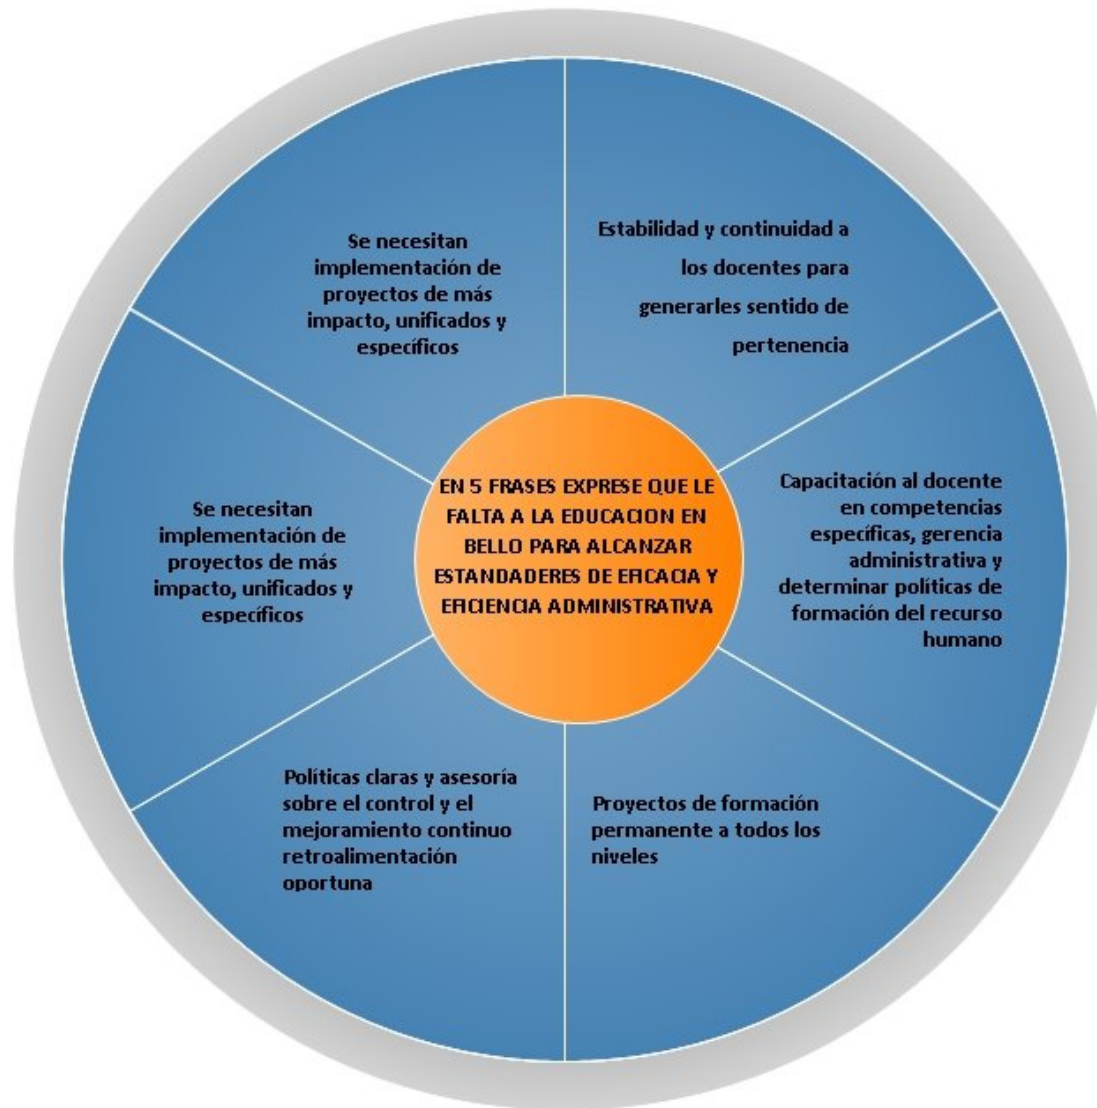 Se necesitan
implementación de
proyectos de más
impacto, unificados y
específicos
Estabilidad y continuidad a
los docentes para
generarles sentido de
pertenencia
EN 5 FRASES EXPRESE QUE LE
FALTA A LA EDUCACION EN
BELLO PARA ALCANZAR
ESTANDADERES DE EFICACIA Y
EFICIENCIA ADMINISTRATIVA
Capacitación al docente
en competencias
específicas, gerencia
administrativa y
determinar políticas de
formación del recurso
humano
Se necesitan
implementación de
proyectos de más
impacto, unificados y
específicos
Políticas claras y asesoría
sobre el control y el
mejoramiento continuo
retroalimentación
oportuna
Proyectos de formación
permanente a todos los
niveles